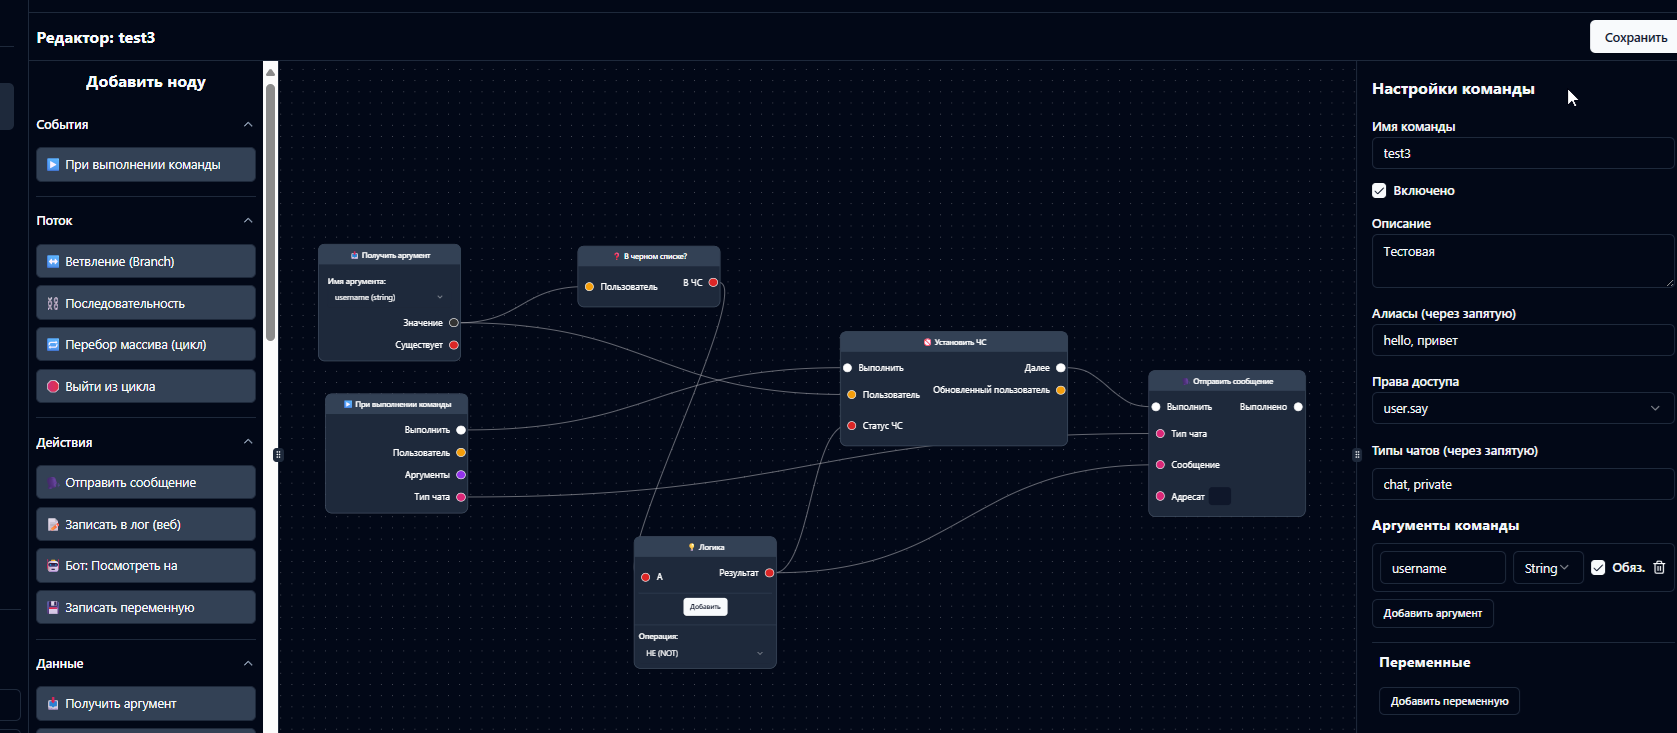 Редактор: test3
Сохранить
Добавить ноду
События
При выполнении команды
Поток
Ветвление (Branch)
Последовательность
Перебор массива (цикл)
Выйти из цикла
Действия
Отправить сообщение
Записать в лог (веб)
Бот: Посмотреть на
Записать переменную
Данные
Получить аргумент
Получить аргумент
Имя аргумента:
username (string)
Значение
Существует
В черном списке?
Пользователь
В ЧС
При выполнении команды
Выполнить
Пользователь
Аргументы
Тип чата
Установить ЧС
Выполнить
Далее
Пользователь
Обновленный пользователь
Статус ЧС
Отправить сообщение
Выполнить
Выполнено
Тип чата
Сообщение
Адресат
Логика
A
Результат
Добавить
Операция:
НЕ (NOT)
Настройки команды
Имя команды
test3
Включено
Описание
Тестовая
Алиасы (через запятую)
hello, привет
Права доступа
user.say
Типы чатов (через запятую)
chat, private
Аргументы команды
username
String
Обяз.
Добавить аргумент
Переменные
Добавить переменную